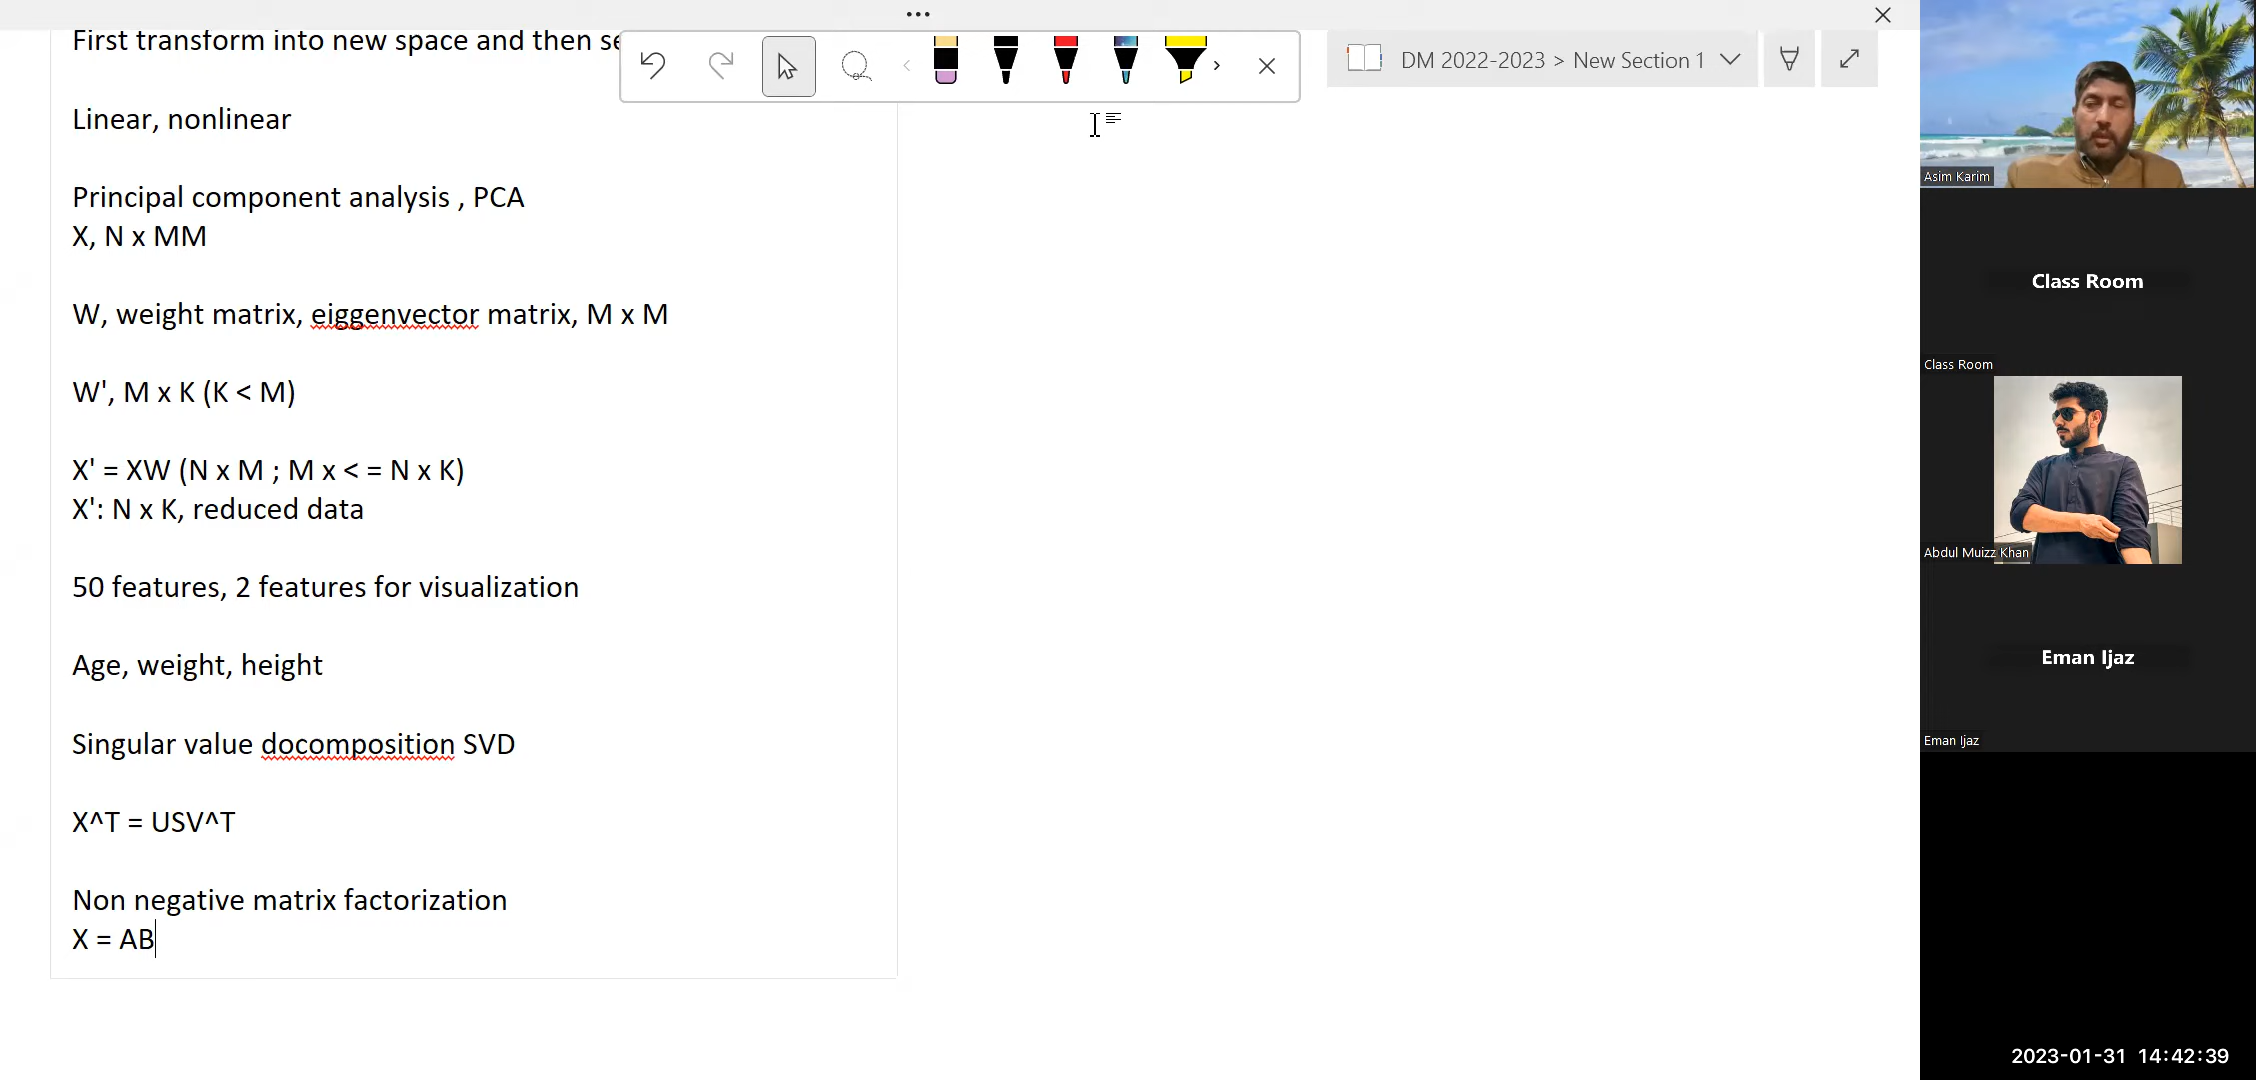 First transform into new space and then
DM 2022-2023 > New Section 1
Linear, nonlinear
Principal component analysis , PCA
X, N x MM
W, weight matrix, eiggenvector matrix, M x M
W', M x K (K < M)
X' = XW (N x M ; M x < = N x K)
X': N x K, reduced data
50 features, 2 features for visualization
Age, weight, height
Singular value docomposition SVD
X^T = USV^T
Non negative matrix factorization
X = AB
Asim Karim
Class Room
Class Room
Abdul Muizz Khan
Eman Ijaz
Eman Ijaz
2023-01-31 14:42:39